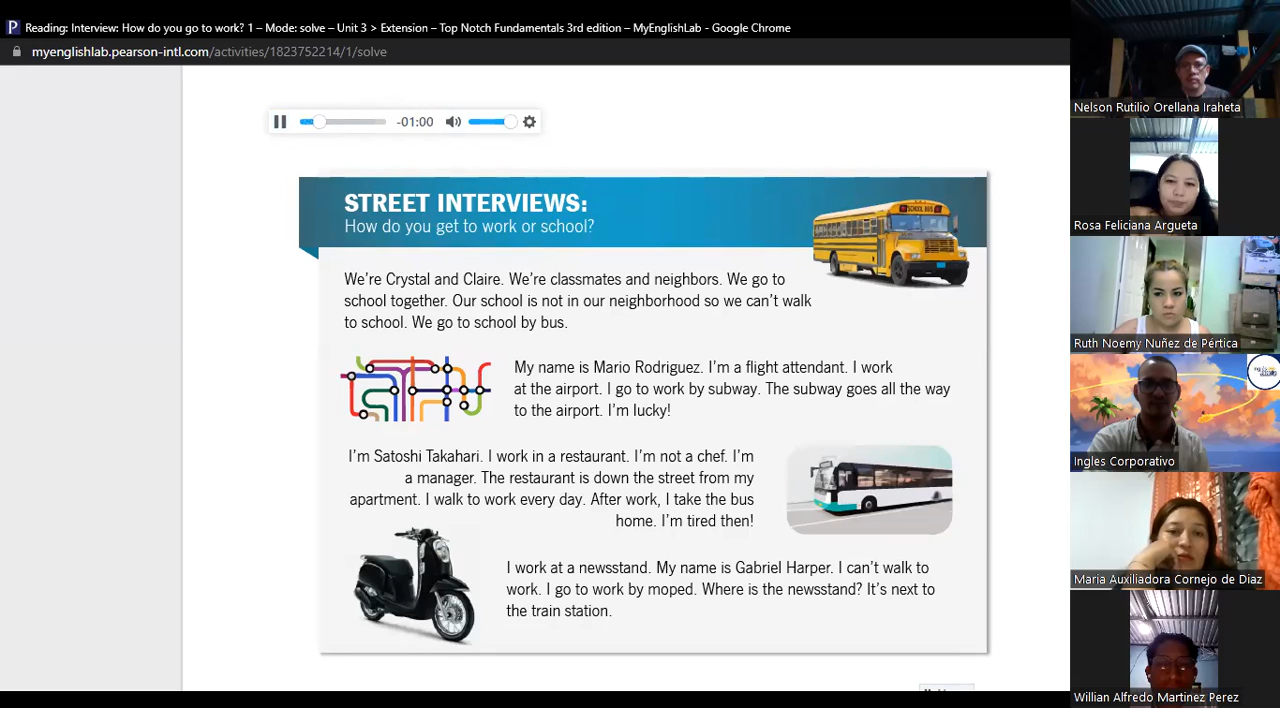 Reading: Interview: How do you go to work? 1 – Mode: solve – Unit 3 > Extension – Top Notch Fundamentals 3rd edition – MyEnglishLab - Google Chrome
myenglishlab.pearson-intl.com/activities/1823752214/1/solve
-01:00
STREET INTERVIEWS:
How do you get to work or school?
SCHOOL BUS
We’re Crystal and Claire. We’re classmates and neighbors. We go to
school together. Our school is not in our neighborhood so we can’t walk
to school. We go to school by bus.
My name is Mario Rodriguez. I’m a flight attendant. I work
at the airport. I go to work by subway. The subway goes all the way
to the airport. I’m lucky!
I’m Satoshi Takahari. I work in a restaurant. I’m not a chef. I’m
a manager. The restaurant is down the street from my
apartment. I walk to work every day. After work, I take the bus
home. I’m tired then!
I work at a newsstand. My name is Gabriel Harper. I can’t walk to
work. I go to work by moped. Where is the newsstand? It’s next to
the train station.
Nelson Rutilio Orellana Iraheta
Rosa Feliciana Argueta
Ruth Noemy Nuñez de Pértica
Ingles Corporativo
Maria Auxiliadora Cornejo de Diaz
Willian Alfredo Martinez Perez